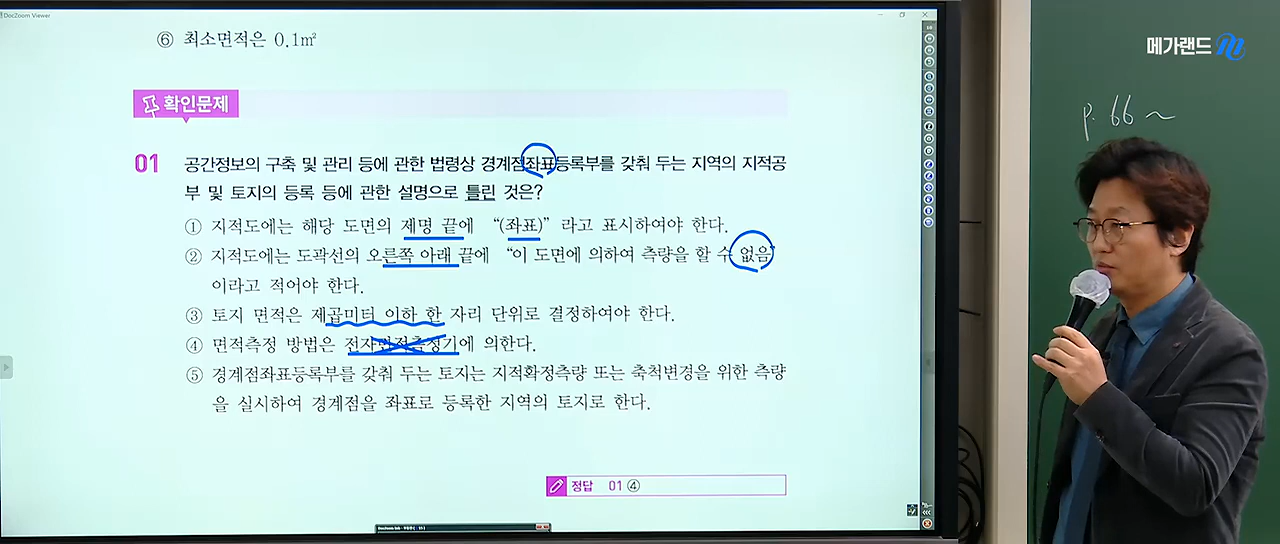 DocZoom Viewer
⑥ 최소면적은 0.1㎡
메가랜드
확인문제
p. 66 ~
01 공간정보의 구축 및 관리 등에 관한 법령상 경계점좌표등록부를 갖춰 두는 지역의 지적공
부 및 토지의 등록 등에 관한 설명으로 틀린 것은?
① 지적도에는 해당 도면의 제명 끝에 “(좌표)”라고 표시하여야 한다.
② 지적도에는 도곽선의 오른쪽 아래 끝에 “이 도면에 의하여 측량을 할 수 없음”
이라고 적어야 한다.
③ 토지 면적은 제곱미터 이하 한 자리 단위로 결정하여야 한다.
④ 면적측정 방법은 전자면적측정기에 의한다.
⑤ 경계점좌표등록부를 갖춰 두는 토지는 지적확정측량 또는 축척변경을 위한 측량
을 실시하여 경계점을 좌표로 등록한 지역의 토지로 한다.
정답 01 ④